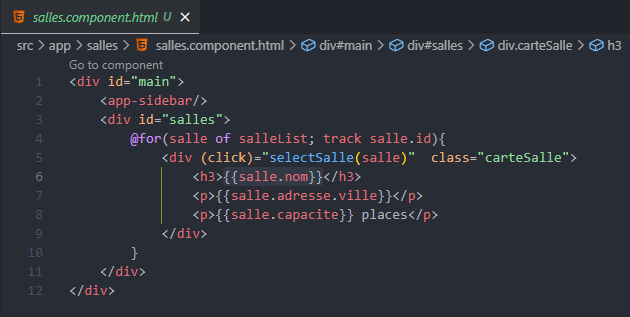 salles.component.html U ×
src > app > salles > salles.component.html > div#main > div#salles > div.carteSalle > h3
Go to component
1 <div id="main">
2     <app-sidebar/>
3     <div id="salles">
4         @for(salle of salleList; track salle.id){
5             <div (click)="selectSalle(salle)"  class="carteSalle">
6                 <h3>{{salle.nom}}</h3>
7                 <p>{{salle.adresse.ville}}</p>
8                 <p>{{salle.capacite}} places</p>
9             </div>
10         }
11     </div>
12 </div>